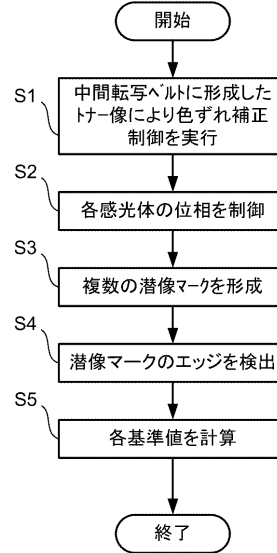 開始
S1
中間転写ベルトに形成した
トナー像により色ずれ補正
制御を実行
S2
各感光体の位相を制御
S3
複数の潜像マークを形成
S4
潜像マークのエッジを検出
S5
各基準値を計算
終了